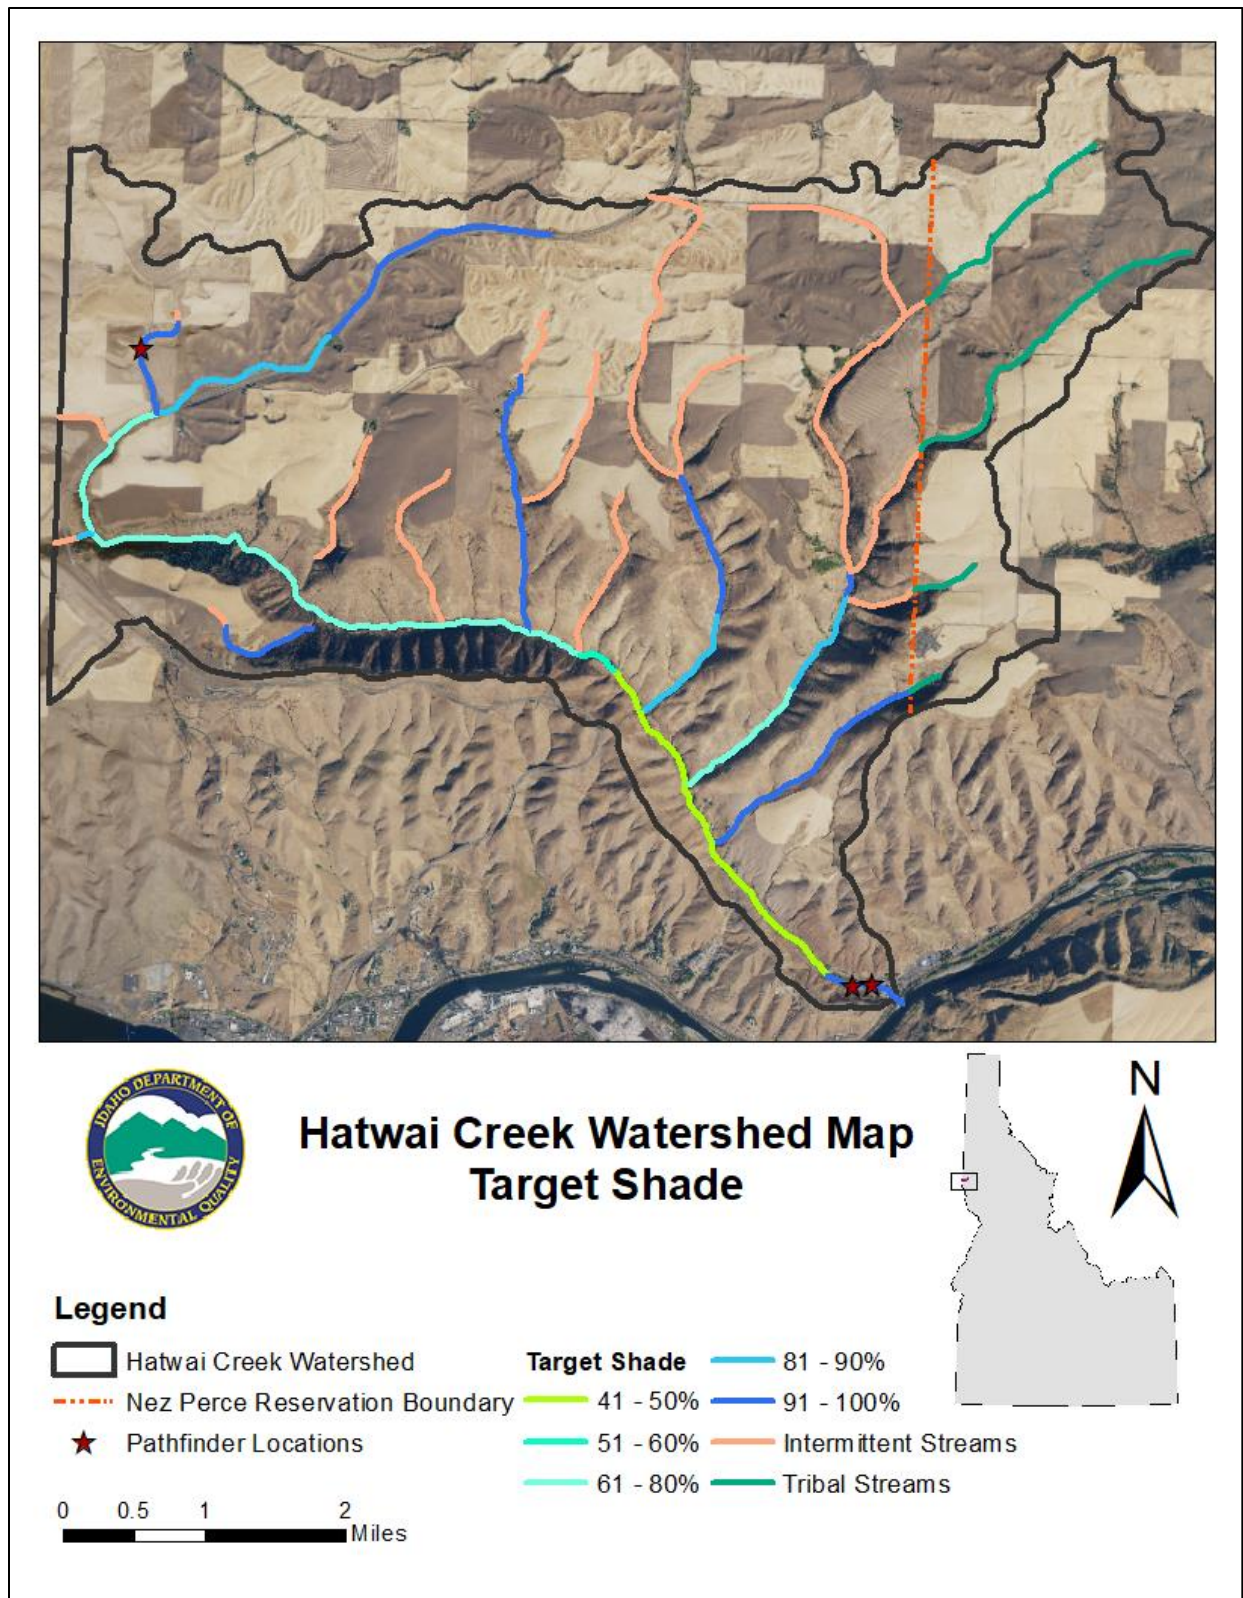 IDAHO DEPARTMENT OF
ENVIRONMENTAL QUALITY
Hatwai Creek Watershed Map
Target Shade
N
Legend
Hatwai Creek Watershed
Nez Perce Reservation Boundary
Pathfinder Locations
Target Shade
41 - 50%
51 - 60%
61 - 80%
81 - 90%
91 - 100%
Intermittent Streams
Tribal Streams
0 0.5 1 2
Miles